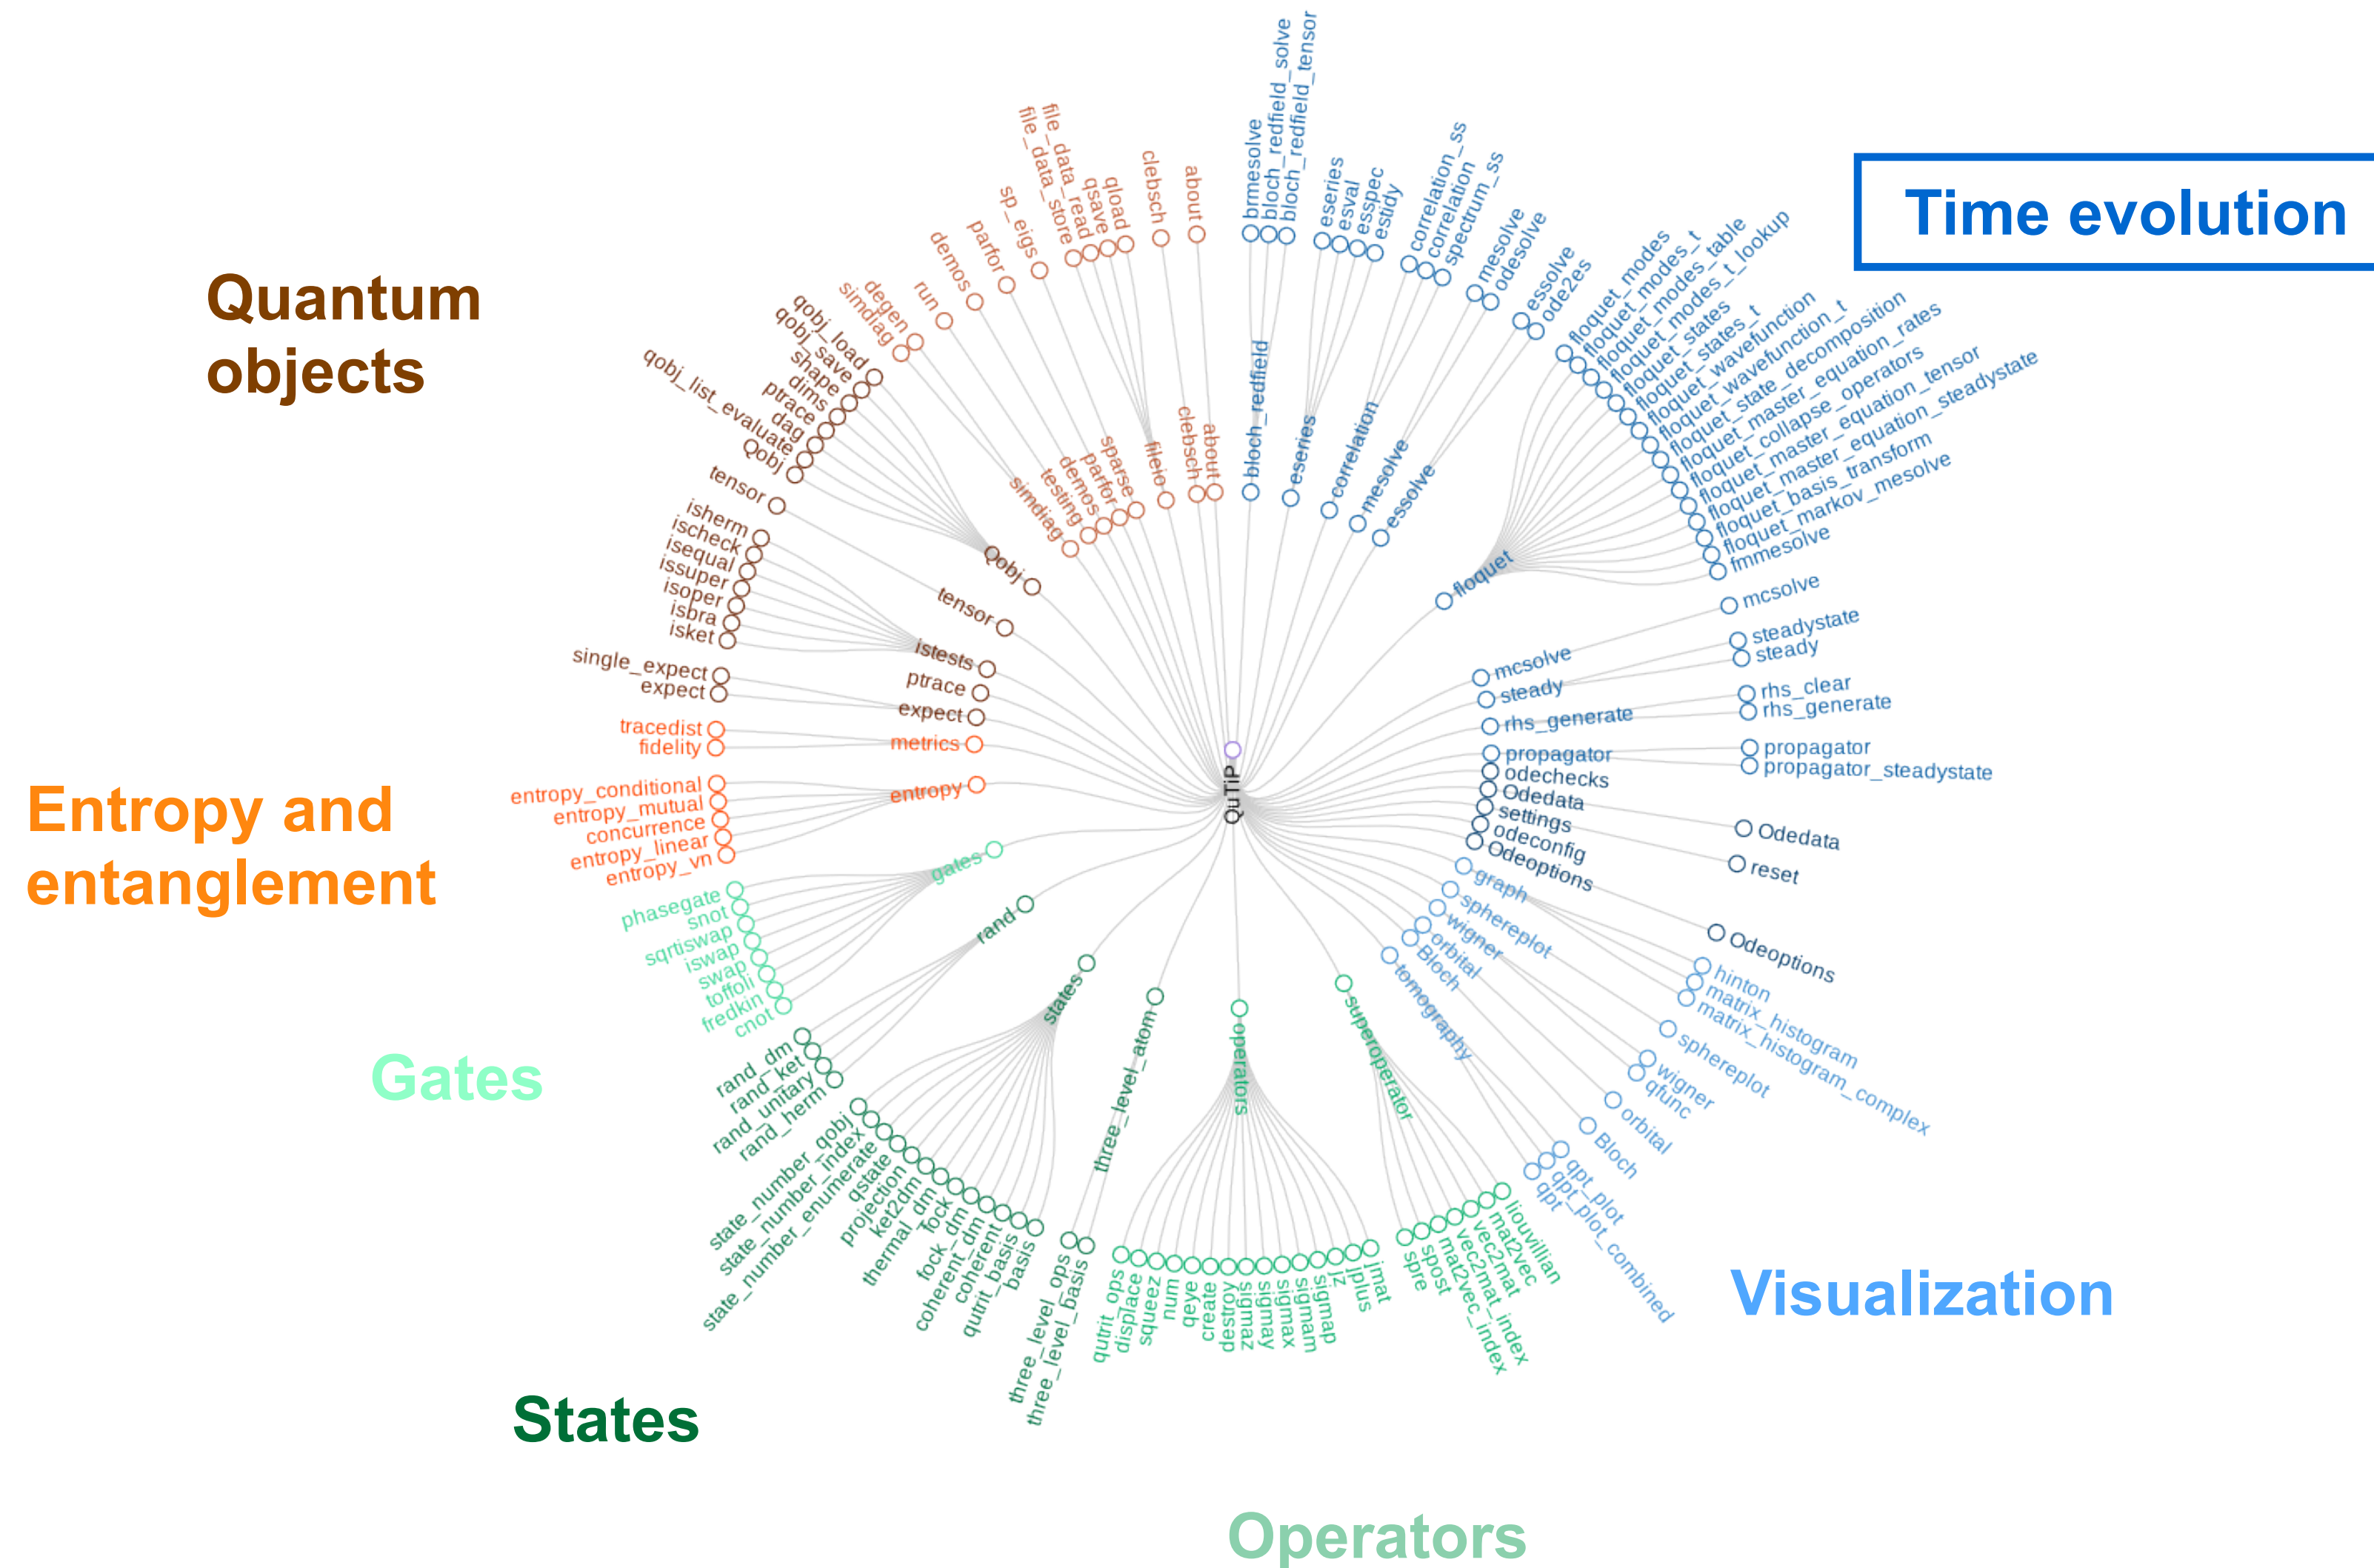 Time evolution
Quantum
objects
Entropy and
entanglement
Gates
States
Operators
Visualization
QuTiP
bloch_redfield
brmesolve
bloch_redfield_solve
bloch_redfield_tensor
eseries
eseries
esval
esspec
estidy
correlation
correlation_ss
correlation
spectrum_ss
mesolve
mesolve
odesolve
essolve
essolve
ode2es
floquet
floquet_modes
floquet_modes_t
floquet_modes_table
floquet_modes_t_lookup
floquet_states
floquet_states_t
floquet_wavefunction
floquet_wavefunction_t
floquet_state_decomposition
floquet_master_equation_rates
floquet_collapse_operators
floquet_master_equation_tensor
floquet_master_equation_steadystate
floquet_basis_transform
floquet_markov_mesolve
fmmesolve
mcsolve
mcsolve
steady
steadystate
steady
rhs_generate
rhs_clear
rhs_generate
propagator
propagator
propagator_steadystate
odechecks
Odedata
Odedata
settings
reset
odeconfig
Odeoptions
Odeoptions
graph
hinton
matrix_histogram
matrix_histogram_complex
sphereplot
sphereplot
wigner
wigner
qfunc
orbital
orbital
Bloch
Bloch
tomography
qpt_plot
qpt_plot_combined
qpt
superoperator
liouvillian
mat2vec
vec2mat
vec2mat_index
mat2vec_index
spost
spre
operators
jmat
jplus
jz
sigmap
sigmam
sigmax
sigmay
sigmaz
destroy
create
qeye
num
squeez
displace
qutrit_ops
three_level_atom
three_level_basis
three_level_ops
states
basis
qutrit_basis
coherent
coherent_dm
fock_dm
fock
thermal_dm
ket2dm
projection
qstate
state_number_enumerate
state_number_index
state_number_qobj
rand
rand_herm
rand_unitary
rand_ket
rand_dm
gates
cnot
fredkin
toffoli
swap
iswap
sqrtiswap
snot
phasegate
entropy
entropy_vn
entropy_linear
concurrence
entropy_mutual
entropy_conditional
metrics
fidelity
tracedist
expect
expect
single_expect
ptrace
istests
isket
isbra
isoper
issuper
isequal
ischeck
isherm
tensor
tensor
Qobj
Qobj
qobj_list_evaluate
dag
ptrace
dims
shape
qobj_save
qobj_load
simdiag
simdiag
degen
testing
run
demos
demos
parfor
parfor
sparse
sp_eigs
fileio
file_data_store
file_data_read
qsave
qload
clebsch
clebsch
about
about